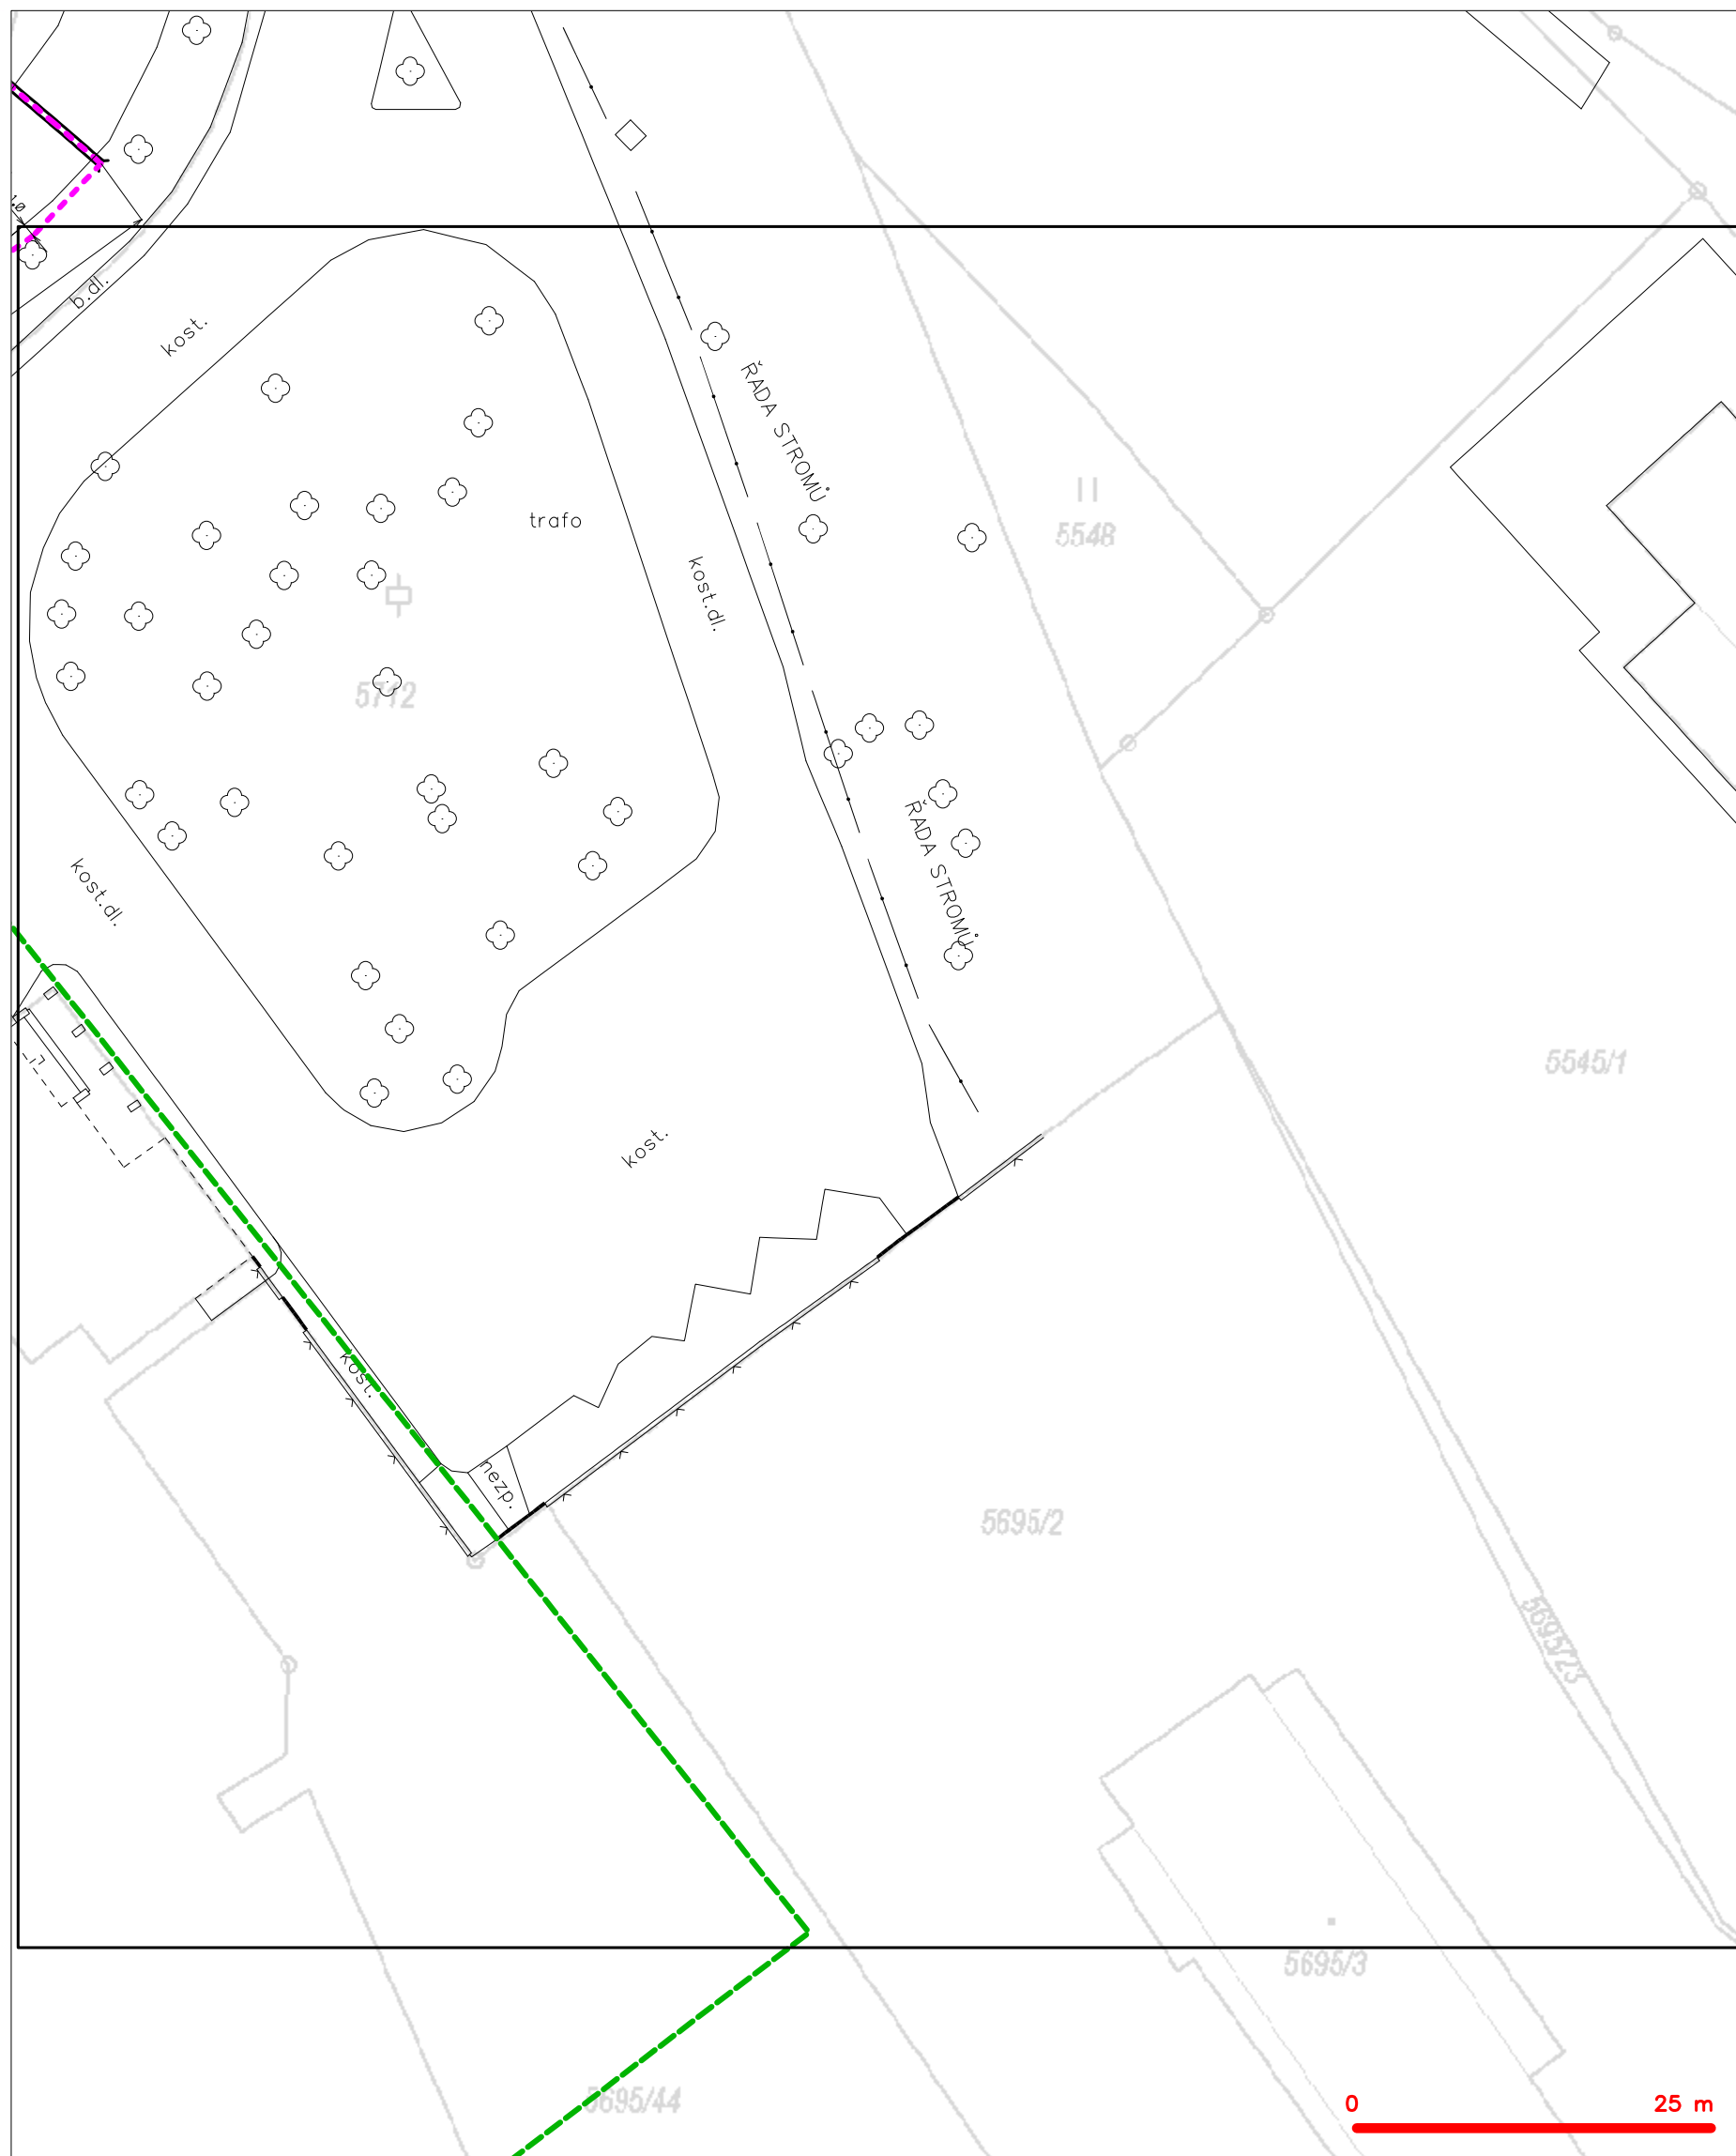 b.dl.
kost.
ŘADA STROMŮ
trafo
5548
kost.dl.
5712
ŘADA STROMŮ
kost.dl.
5545/1
kost.
kost.
nezp.
5695/2
5695/23
5695/3
5695/44
0 25 m